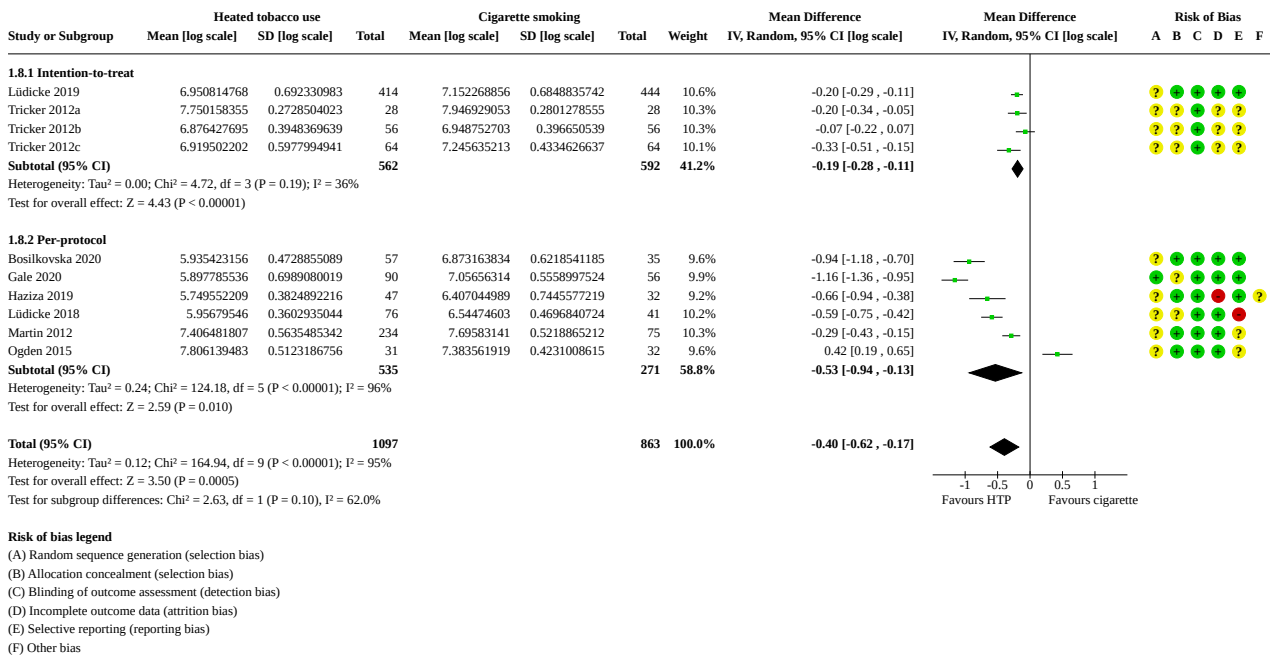 Heated tobacco use Cigarette smoking Mean Difference Mean Difference Risk of Bias
Study or Subgroup Mean [log scale] SD [log scale] Total Mean [log scale] SD [log scale] Total Weight IV, Random, 95% CI [log scale] IV, Random, 95% CI [log scale] A B C D E F
1.8.1 Intention-to-treat
Lüdicke 2019 6.950814768 0.692330983 414 7.152268856 0.6848835742 444 10.6% -0.20 [-0.29 , -0.11] ? + + + +
Tricker 2012a 7.750158355 0.2728504023 28 7.946929053 0.2801278555 28 10.3% -0.20 [-0.34 , -0.05] ? ? + ? ?
Tricker 2012b 6.876427695 0.3948369639 56 6.948752703 0.396650539 56 10.3% -0.07 [-0.22 , 0.07] ? ? + ? ?
Tricker 2012c 6.919502202 0.5977994941 64 7.245635213 0.4334626637 64 10.1% -0.33 [-0.51 , -0.15] ? ? + ? ?
Subtotal (95% CI) 562 592 41.2% -0.19 [-0.28 , -0.11]
Heterogeneity: Tau² = 0.00; Chi² = 4.72, df = 3 (P = 0.19); I² = 36%
Test for overall effect: Z = 4.43 (P < 0.00001)
1.8.2 Per-protocol
Bosilkovska 2020 5.935423156 0.4728855089 57 6.873163834 0.6218541185 35 9.6% -0.94 [-1.18 , -0.70] ? + + + +
Gale 2020 5.897785536 0.6989080019 90 7.05656314 0.5558997524 56 9.9% -1.16 [-1.36 , -0.95] + ? + + +
Haziza 2019 5.749552209 0.3824892216 47 6.407044989 0.7445577219 32 9.2% -0.66 [-0.94 , -0.38] ? + + - + ?
Lüdicke 2018 5.95679546 0.3602935044 76 6.54474603 0.4696840724 41 10.2% -0.59 [-0.75 , -0.42] ? ? + + -
Martin 2012 7.406481807 0.5635485342 234 7.69583141 0.5218865212 75 10.3% -0.29 [-0.43 , -0.15] ? + + + ?
Ogden 2015 7.806139483 0.5123186756 31 7.383561919 0.4231008615 32 9.6% 0.42 [0.19 , 0.65] ? + + + ?
Subtotal (95% CI) 535 271 58.8% -0.53 [-0.94 , -0.13]
Heterogeneity: Tau² = 0.24; Chi² = 124.18, df = 5 (P < 0.00001); I² = 96%
Test for overall effect: Z = 2.59 (P = 0.010)
Total (95% CI) 1097 863 100.0% -0.40 [-0.62 , -0.17]
Heterogeneity: Tau² = 0.12; Chi² = 164.94, df = 9 (P < 0.00001); I² = 95%
Test for overall effect: Z = 3.50 (P = 0.0005)
Test for subgroup differences: Chi² = 2.63, df = 1 (P = 0.10), I² = 62.0%
-1 -0.5 0 0.5 1
Favours HTP Favours cigarette
Risk of bias legend
(A) Random sequence generation (selection bias)
(B) Allocation concealment (selection bias)
(C) Blinding of outcome assessment (detection bias)
(D) Incomplete outcome data (attrition bias)
(E) Selective reporting (reporting bias)
(F) Other bias